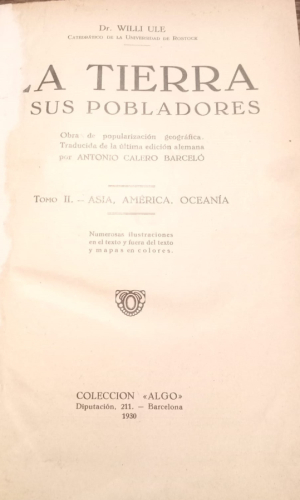 Dr. WILLI ULE
Catedrático de la Universidad de Rostock
LA TIERRA
SUS POBLADORES
Obra de popularización geográfica.
Traducida de la última edición alemana
por ANTONIO CALERO BARCELÓ
Tomo II. — ASIA, AMÉRICA, OCEANÍA
Numerosas ilustraciones
en el texto y fuera del texto
y mapas en colores.
COLECCION «ALGO»
Diputación, 211. — Barcelona
1930